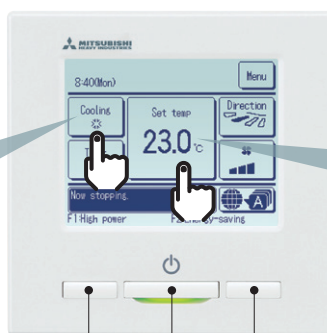 MITSUBISHI
HEAVY INDUSTRIES
8:40(Mon)
Menu
Cooling
Set temp
Direction
23.0°C
T
Now stopping.
A
F1:High power
F2:Energy-saving